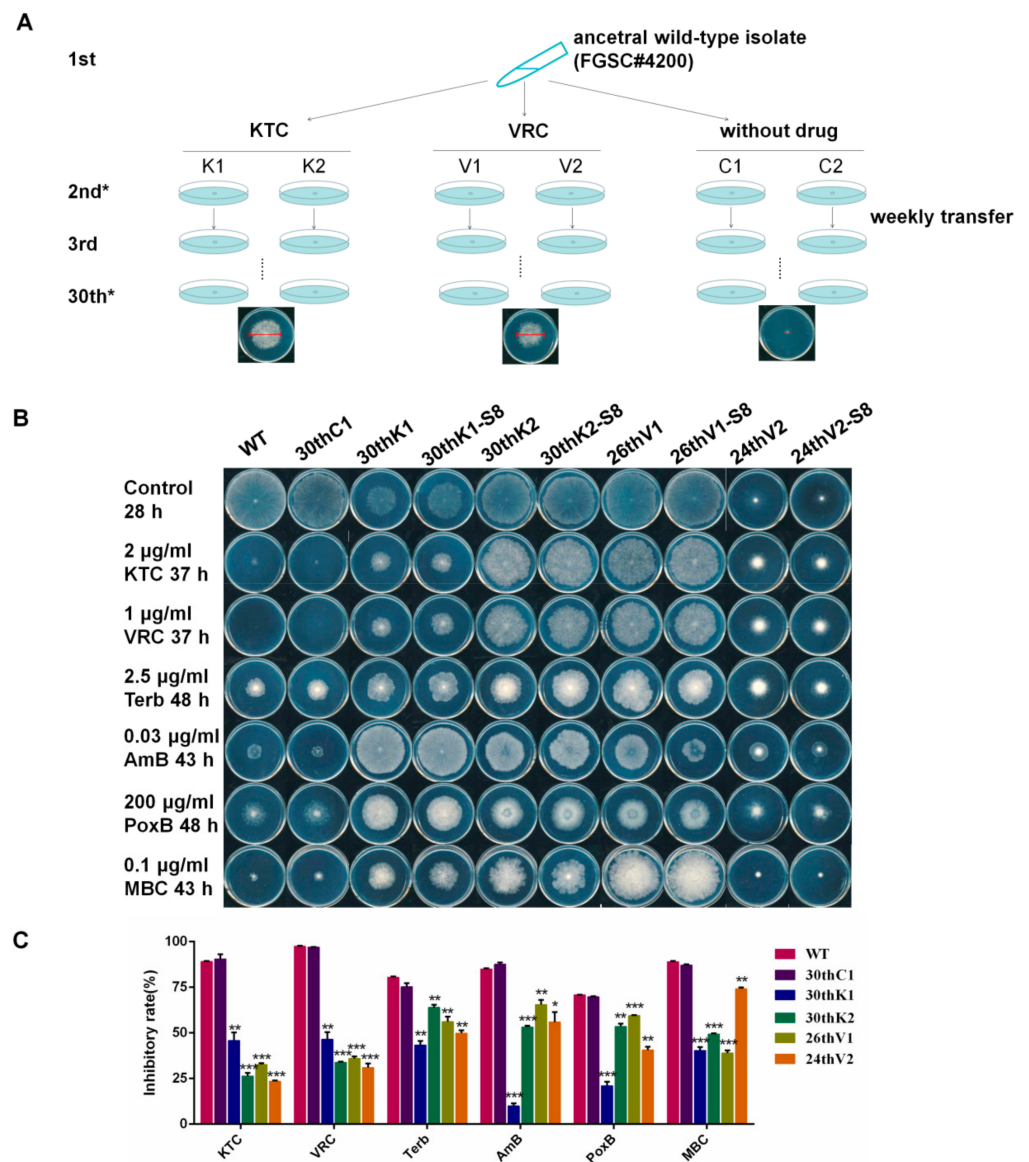 A
1st
ancetral wild-type isolate
(FGSC#4200)
KTC VRC without drug
K1 K2 V1 V2 C1 C2
2nd*
weekly transfer
3rd
30th*
B
WT 30thC1 30thK1 30thK1-S8 30thK2 30thK2-S8 26thV1 26thV1-S8 24thV2 24thV2-S8
Control
28 h
2 µg/ml
KTC 37 h
1 µg/ml
VRC 37 h
2.5 µg/ml
Terb 48 h
0.03 µg/ml
AmB 43 h
200 µg/ml
PoxB 48 h
0.1 µg/ml
MBC 43 h
C
Inhibitory rate(%)
100
75
50
25
0
** *** *** ***
** *** *** ***
** ** ** **
*** *** ** *
*** ** *** **
*** *** *** **
KTC VRC Terb AmB PoxB MBC
WT
30thC1
30thK1
30thK2
26thV1
24thV2